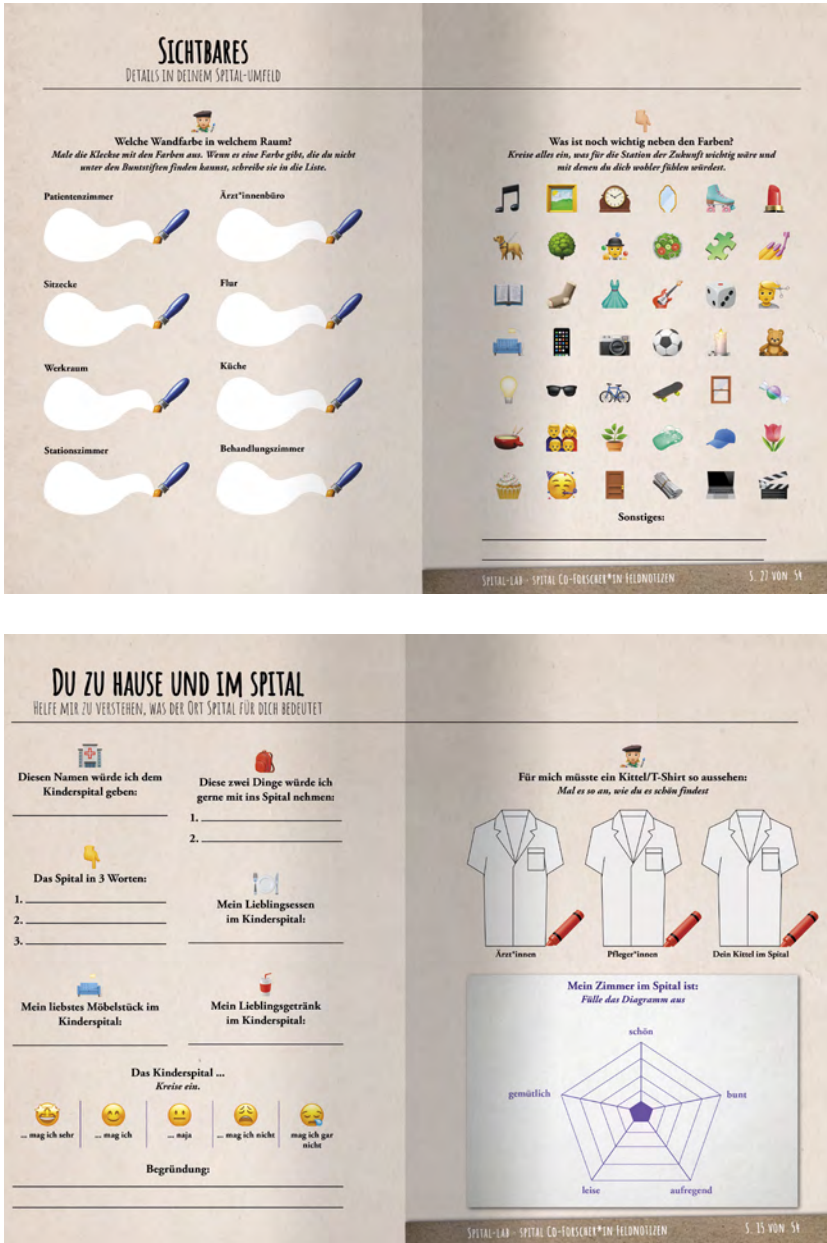 SICHTBARES
DETAILS IN DEINEM SPITAL-UMFELD
Welche Wandfarbe in welchem Raum?
Male die Kleckse mit den Farben aus. Wenn es eine Farbe gibt, die du nicht
unter den Buntstiften finden kannst, schreibe sie in die Liste.
Patientenzimmer
Ärzt*innenbüro
Sitzecke
Flur
Werkraum
Küche
Stationszimmer
Behandlungszimmer
Was ist noch wichtig neben den Farben?
Kreise alles ein, was für die Station der Zukunft wichtig wäre und
mit denen du dich wohler fühlen würdest.
Sonstiges:
SPITAL-LAB - SPITAL CO-FORSCHER*IN FELDNOTIZEN
S. 27 VON 54
DU ZU HAUSE UND IM SPITAL
HELFE MIR ZU VERSTEHEN, WAS DER ORT SPITAL FÜR DICH BEDEUTET
Diesen Namen würde ich dem
Kinderspital geben:
Diese zwei Dinge würde ich
gerne mit ins Spital nehmen:
1.
2.
Das Spital in 3 Worten:
1.
2.
3.
Mein Lieblingsessen
im Kinderspital:
Mein liebstes Möbelstück im
Kinderspital:
Mein Lieblingsgetränk
im Kinderspital:
Das Kinderspital ...
Kreise ein.
... mag ich sehr
... mag ich
... naja
... mag ich nicht
mag ich gar
nicht
Begründung:
Für mich müsste ein Kittel/T-Shirt so aussehen:
Mal es so an, wie du es schön findest
Ärzt*innen
Pfleger*innen
Dein Kittel im Spital
Mein Zimmer im Spital ist:
Fülle das Diagramm aus
schön
gemütlich
bunt
leise
aufregend
SPITAL-LAB - SPITAL CO-FORSCHER*IN FELDNOTIZEN
S. 15 VON 54